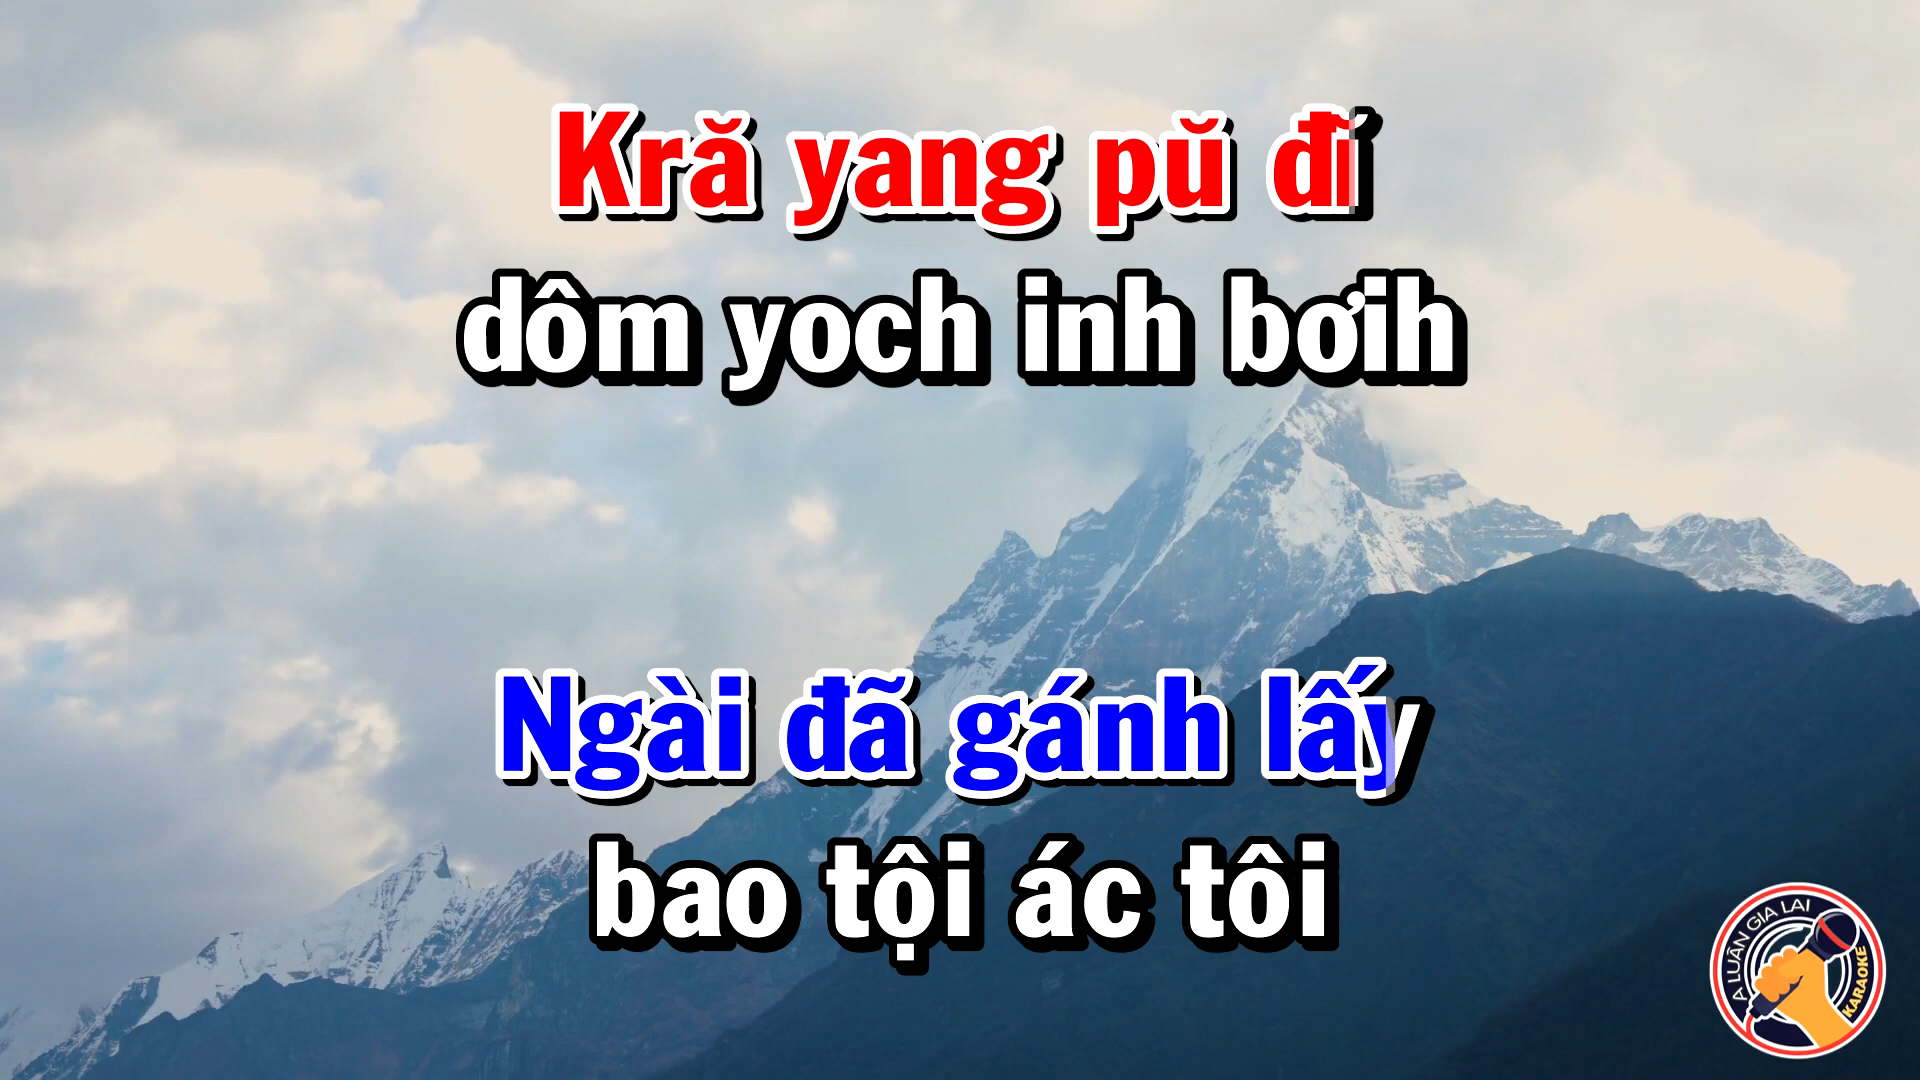 Kră yang pŭ đĭ
dôm yoch inh bơih
Ngài đã gánh lấy
bao tội ác tôi
A LUÂN GIA LAI
KARAOKE